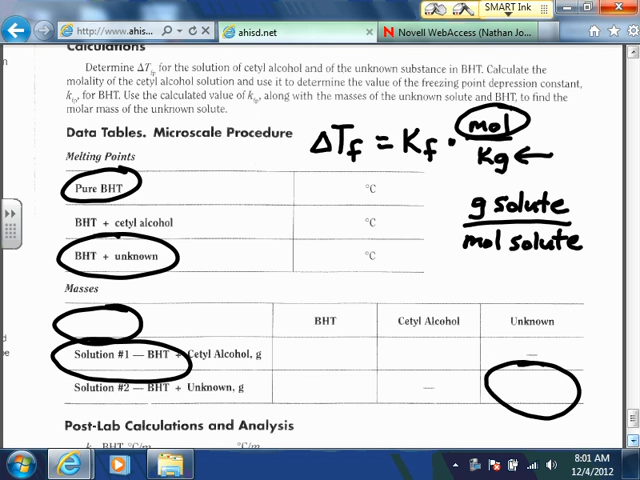 http://www.ahis...
ahisd.net
Novell WebAccess (Nathan Jo...
SMART Ink
Calculations
Determine ΔTfp for the solution of cetyl alcohol and of the unknown substance in BHT. Calculate the
molality of the cetyl alcohol solution and use it to determine the value of the freezing point depression constant,
kfp, for BHT. Use the calculated value of kfp, along with the masses of the unknown solute and BHT, to find the
molar mass of the unknown solute.
Data Tables. Microscale Procedure
ΔTf = Kf · mol
Kg ←
Melting Points
Pure BHT °C
g solute
BHT + cetyl alcohol °C
mol solute
BHT + unknown °C
Masses
BHT Cetyl Alcohol Unknown
Solution #1 — BHT + Cetyl Alcohol, g —
Solution #2 — BHT + Unknown, g —
Post-Lab Calculations and Analysis
BHT °C/m °C/m
8:01 AM
12/4/2012